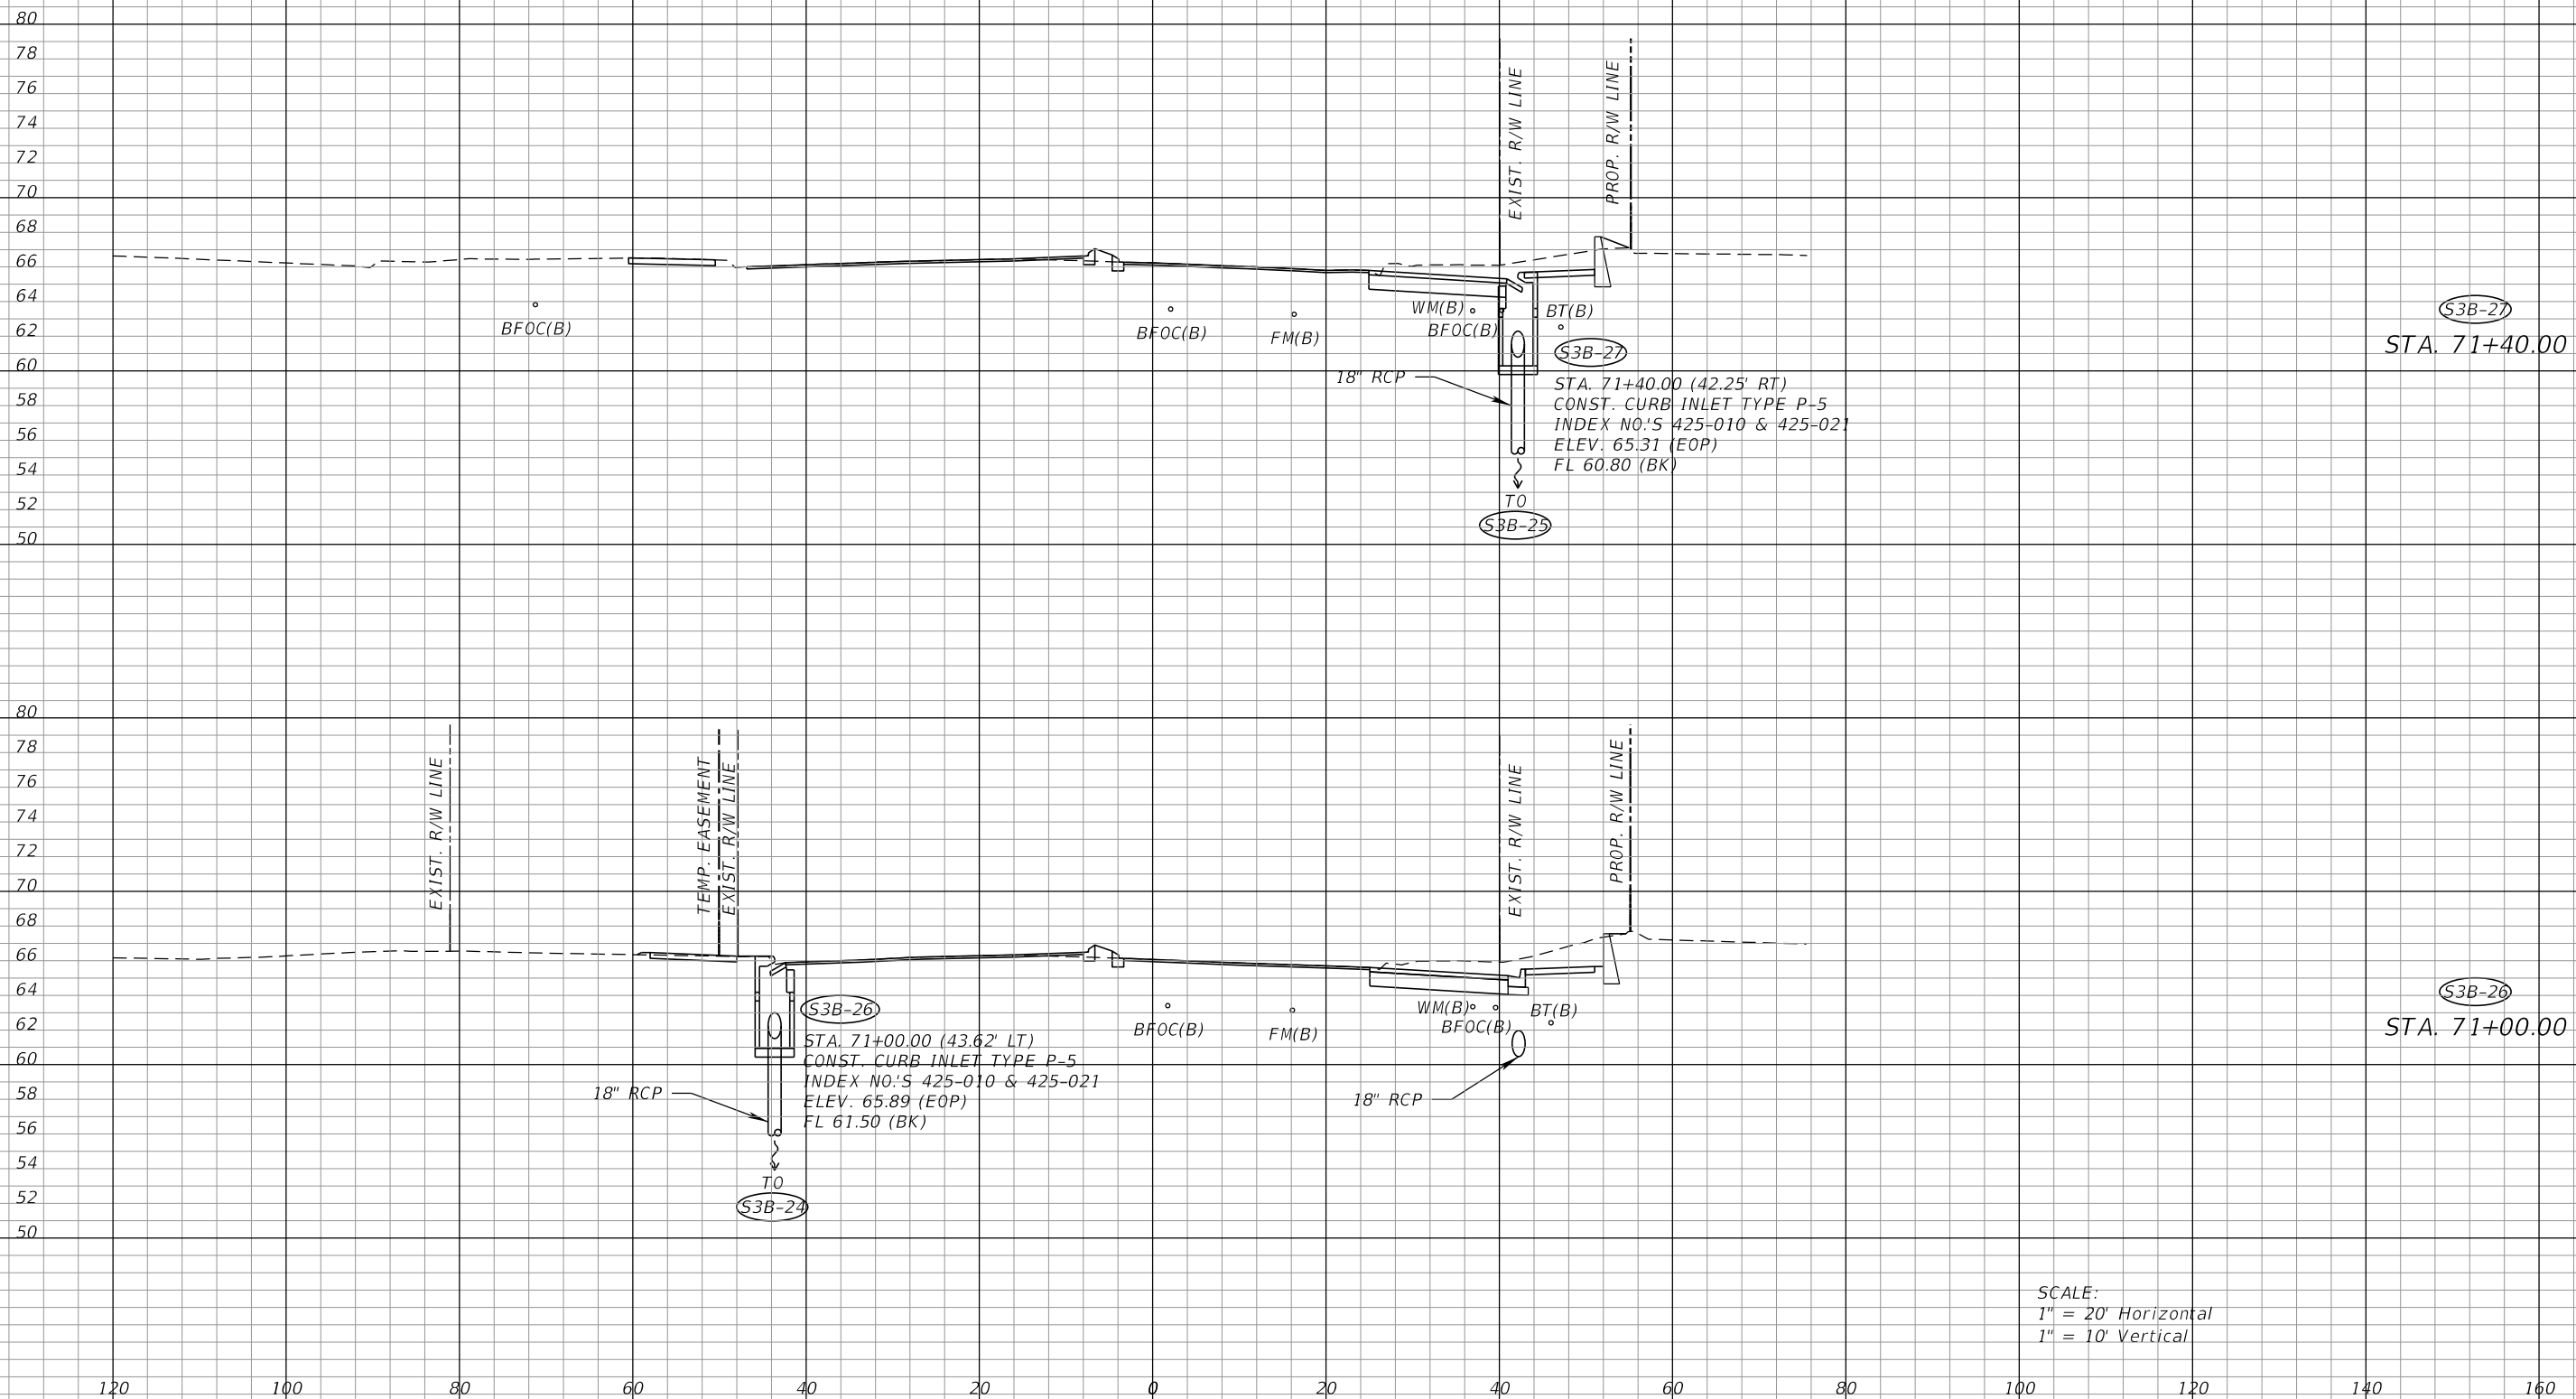 80
78
76
74
72
70
68
66
64
62
60
58
56
54
52
50
EXIST. R/W LINE
PROP. R/W LINE
BFOC(B)
BFOC(B)
FM(B)
WM(B)
BFOC(B)
BT(B)
S3B-27
18" RCP
STA. 71+40.00 (42.25' RT)
CONST. CURB INLET TYPE P-5
INDEX NO.'S 425-010 & 425-021
ELEV. 65.31 (EOP)
FL 60.80 (BK)
TO
S3B-25
S3B-27
STA. 71+40.00
80
78
76
74
72
70
68
66
64
62
60
58
56
54
52
50
EXIST. R/W LINE
TEMP. EASEMENT
EXIST. R/W LINE
EXIST. R/W LINE
PROP. R/W LINE
S3B-26
STA. 71+00.00 (43.62' LT)
CONST. CURB INLET TYPE P-5
INDEX NO.'S 425-010 & 425-021
ELEV. 65.89 (EOP)
FL 61.50 (BK)
18" RCP
TO
S3B-24
BFOC(B)
FM(B)
WM(B)
BFOC(B)
BT(B)
18" RCP
S3B-26
STA. 71+00.00
SCALE:
1" = 20' Horizontal
1" = 10' Vertical
120 100 80 60 40 20 0 20 40 60 80 100 120 140 160